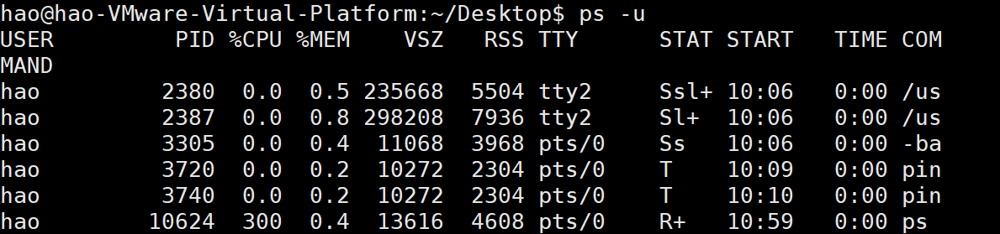 hao@hao-VMware-Virtual-Platform:~/Desktop$ ps -u
USER         PID %CPU %MEM    VSZ   RSS TTY      STAT START   TIME COM
MAND
hao         2380  0.0  0.5 235668  5504 tty2     Ssl+ 10:06   0:00 /us
hao         2387  0.0  0.8 298208  7936 tty2     Sl+  10:06   0:00 /us
hao         3305  0.0  0.4  11068  3968 pts/0    Ss   10:06   0:00 -ba
hao         3720  0.0  0.2  10272  2304 pts/0    T    10:09   0:00 pin
hao         3740  0.0  0.2  10272  2304 pts/0    T    10:10   0:00 pin
hao        10624  300  0.4  13616  4608 pts/0    R+   10:59   0:00 ps